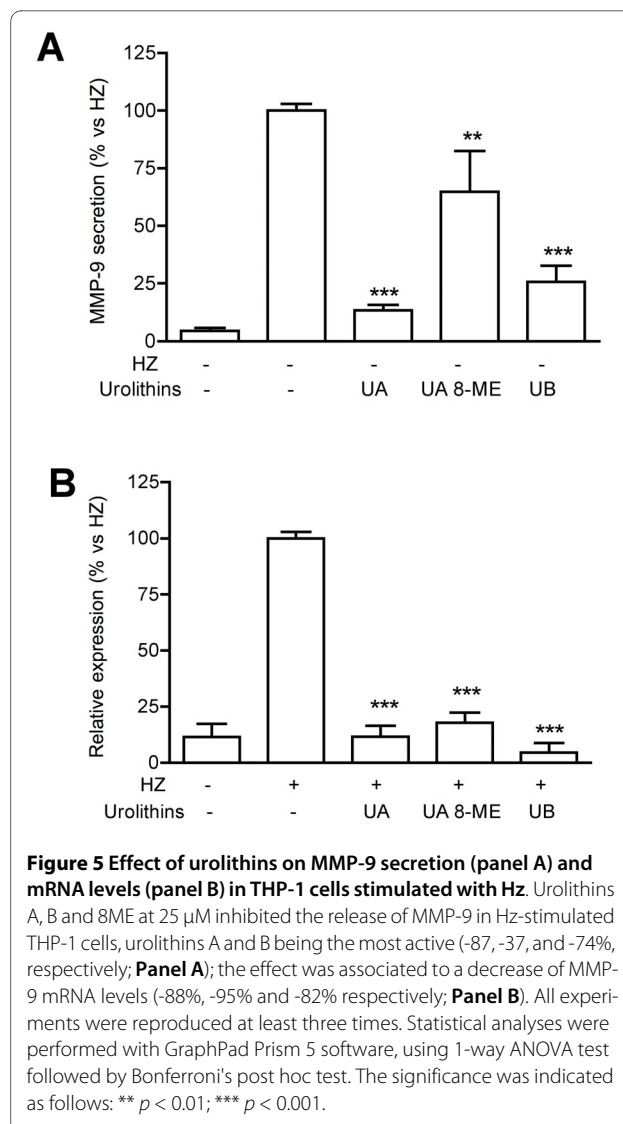 A
125
100
75
50
25
0
MMP-9 secretion (% vs HZ)
***
**
***
HZ - - - - -
Urolithins - - UA UA 8-ME UB
B
125
100
75
50
25
0
Relative expression (% vs HZ)
***
***
***
HZ - + + + +
Urolithins - - UA UA 8-ME UB
Figure 5 Effect of urolithins on MMP-9 secretion (panel A) and
mRNA levels (panel B) in THP-1 cells stimulated with Hz. Urolithins
A, B and 8ME at 25 μM inhibited the release of MMP-9 in Hz-stimulated
THP-1 cells, urolithins A and B being the most active (-87, -37, and -74%,
respectively; Panel A); the effect was associated to a decrease of MMP-
9 mRNA levels (-88%, -95% and -82% respectively; Panel B). All experi-
ments were reproduced at least three times. Statistical analyses were
performed with GraphPad Prism 5 software, using 1-way ANOVA test
followed by Bonferroni's post hoc test. The significance was indicated
as follows: ** p < 0.01; *** p < 0.001.